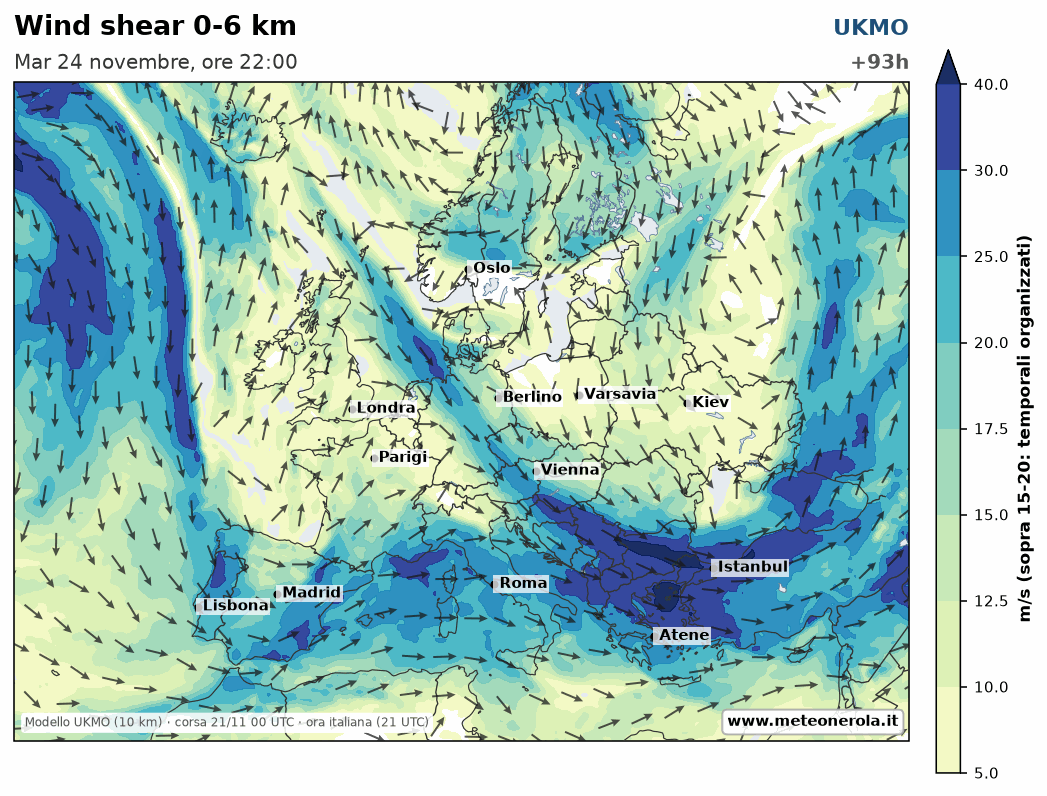 Wind shear 0-6 km
UKMO
Mar 24 novembre, ore 22:00
+93h
Oslo
Londra
Berlino
Varsavia
Kiev
Parigi
Vienna
Roma
Istanbul
Madrid
Lisbona
Atene
Modello UKMO (10 km) · corsa 21/11 00 UTC · ora italiana (21 UTC)
www.meteonerola.it
40.0
30.0
25.0
20.0
17.5
15.0
12.5
10.0
5.0
m/s (sopra 15-20: temporali organizzati)